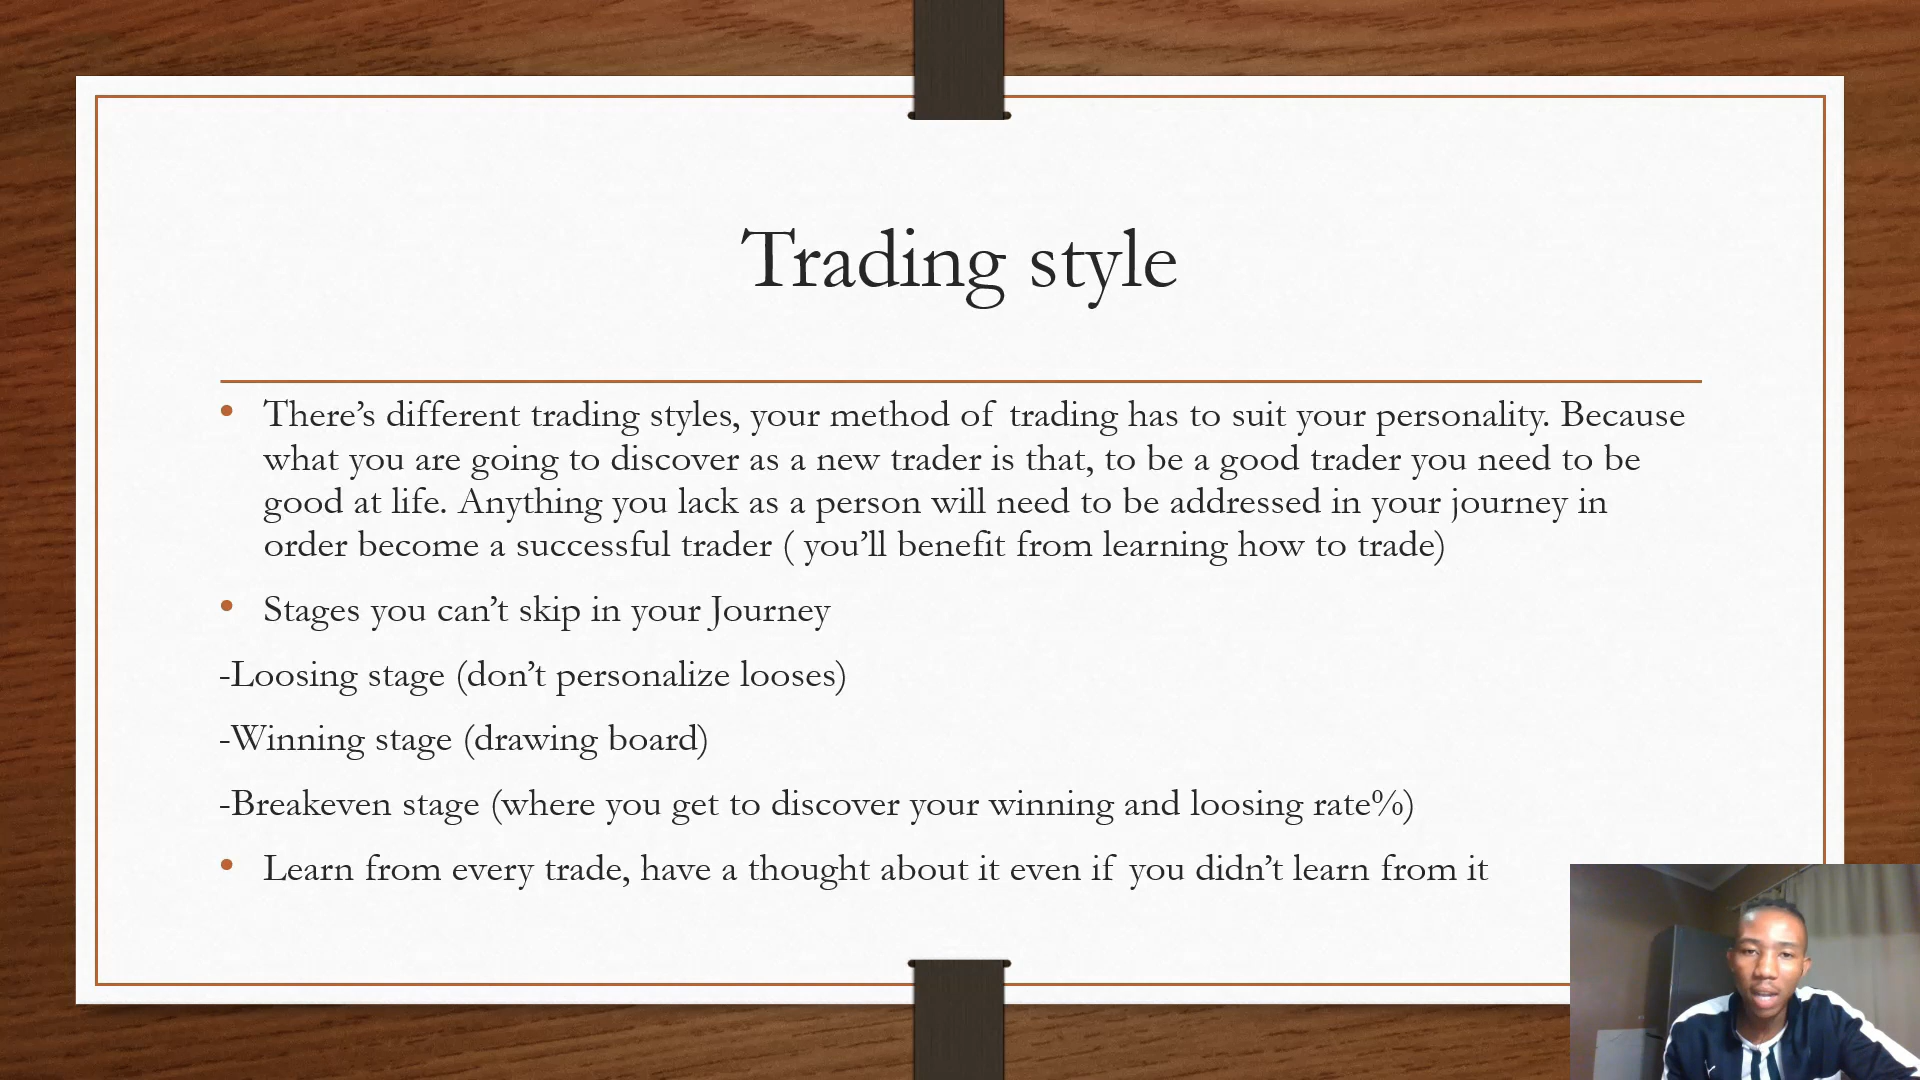 Trading style
• There’s different trading styles, your method of trading has to suit your personality. Because
what you are going to discover as a new trader is that, to be a good trader you need to be
good at life. Anything you lack as a person will need to be addressed in your journey in
order become a successful trader ( you’ll benefit from learning how to trade)
• Stages you can’t skip in your Journey
-Loosing stage (don’t personalize looses)
-Winning stage (drawing board)
-Breakeven stage (where you get to discover your winning and loosing rate%)
• Learn from every trade, have a thought about it even if you didn’t learn from it